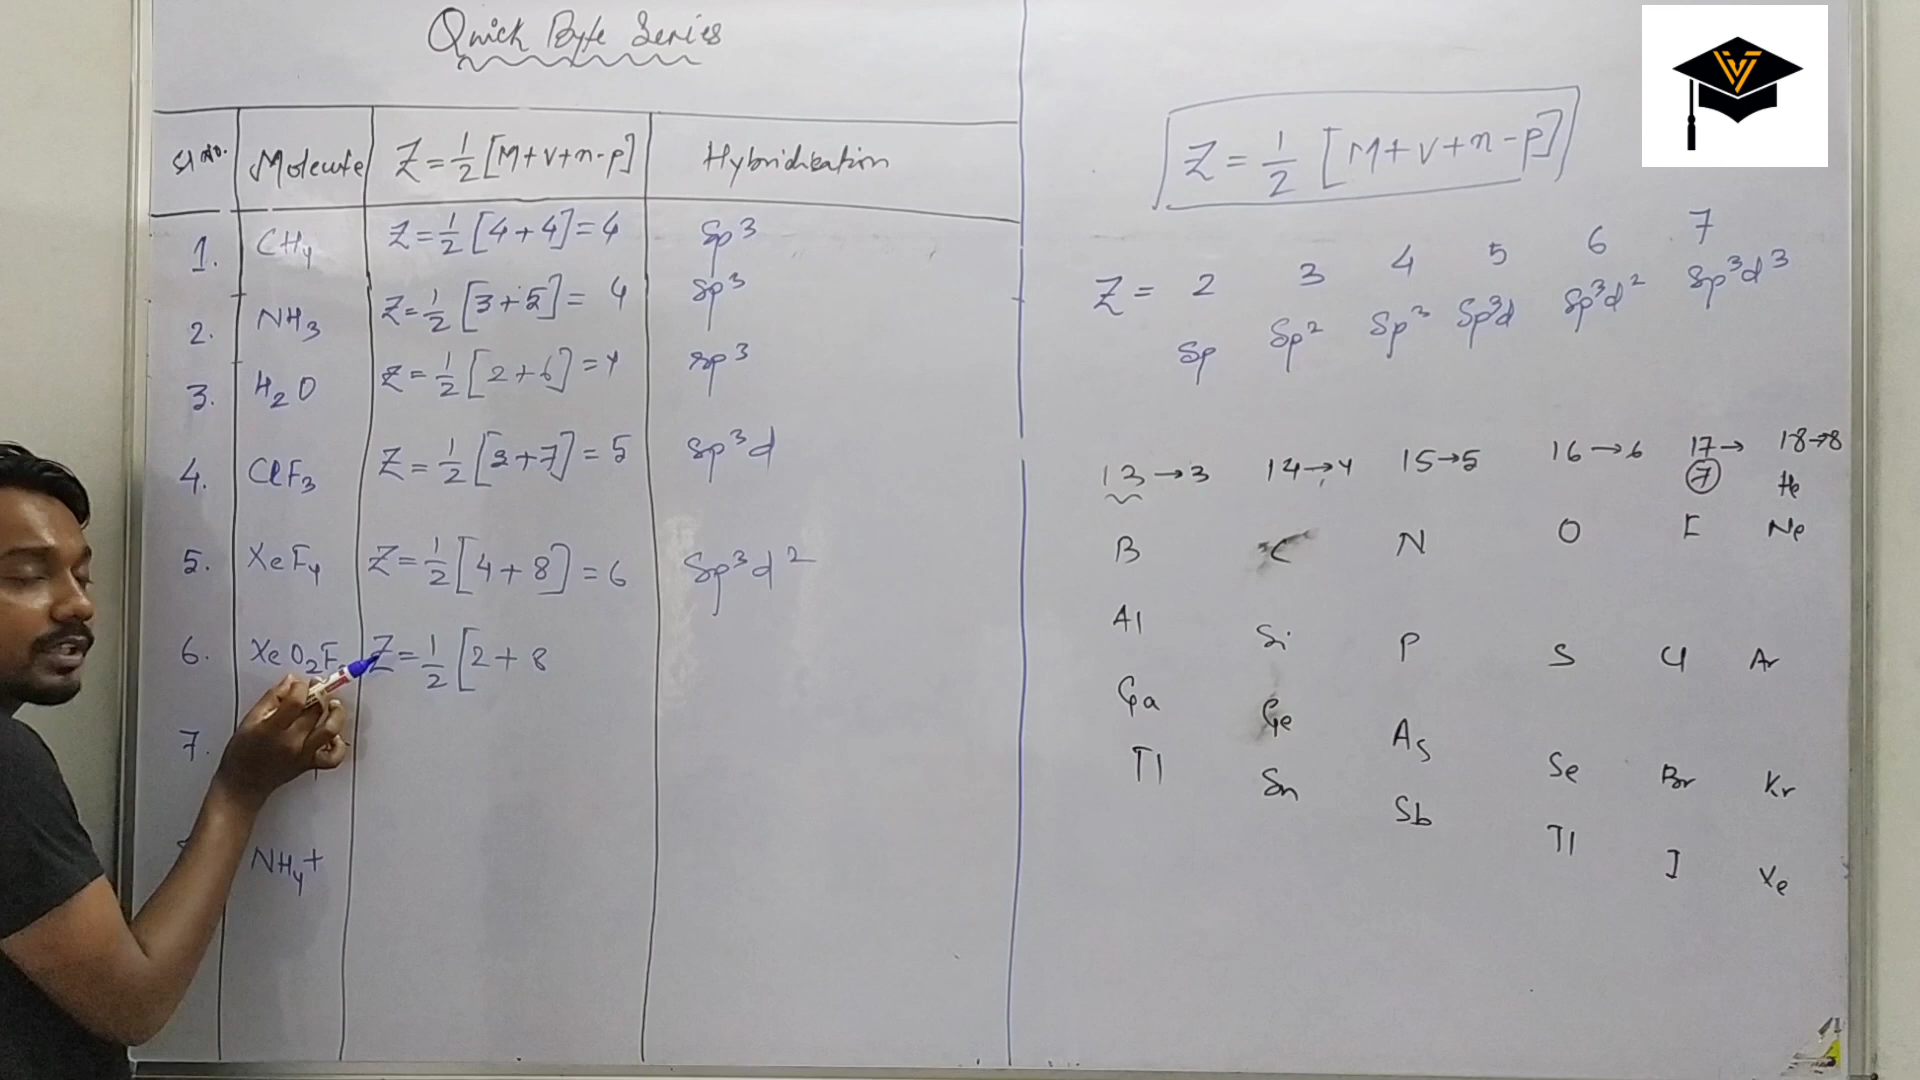 Quick Byte Series
Sl no. Molecule Z = 1/2 [M+V+n-p] Hybridization
1. CH4 Z = 1/2 [4+4] = 4 Sp3
2. NH3 Z = 1/2 [3+5] = 4 Sp3
3. H2O Z = 1/2 [2+6] = 4 Sp3
4. ClF3 Z = 1/2 [3+7] = 5 Sp3d
5. XeF4 Z = 1/2 [4+8] = 6 Sp3d2
6. XeO2F Z = 1/2 [2+8
7.
NH4+
Z = 1/2 [M+V+n-p]
Z = 2 3 4 5 6 7
Sp Sp2 Sp3 Sp3d Sp3d2 Sp3d3
13→3 14→4 15→5 16→6 17→7 18→8
He
B C N O F Ne
Al Si P S Cl Ar
Ga Ge As Se Br Kr
Tl Sn Sb Tl I Xe